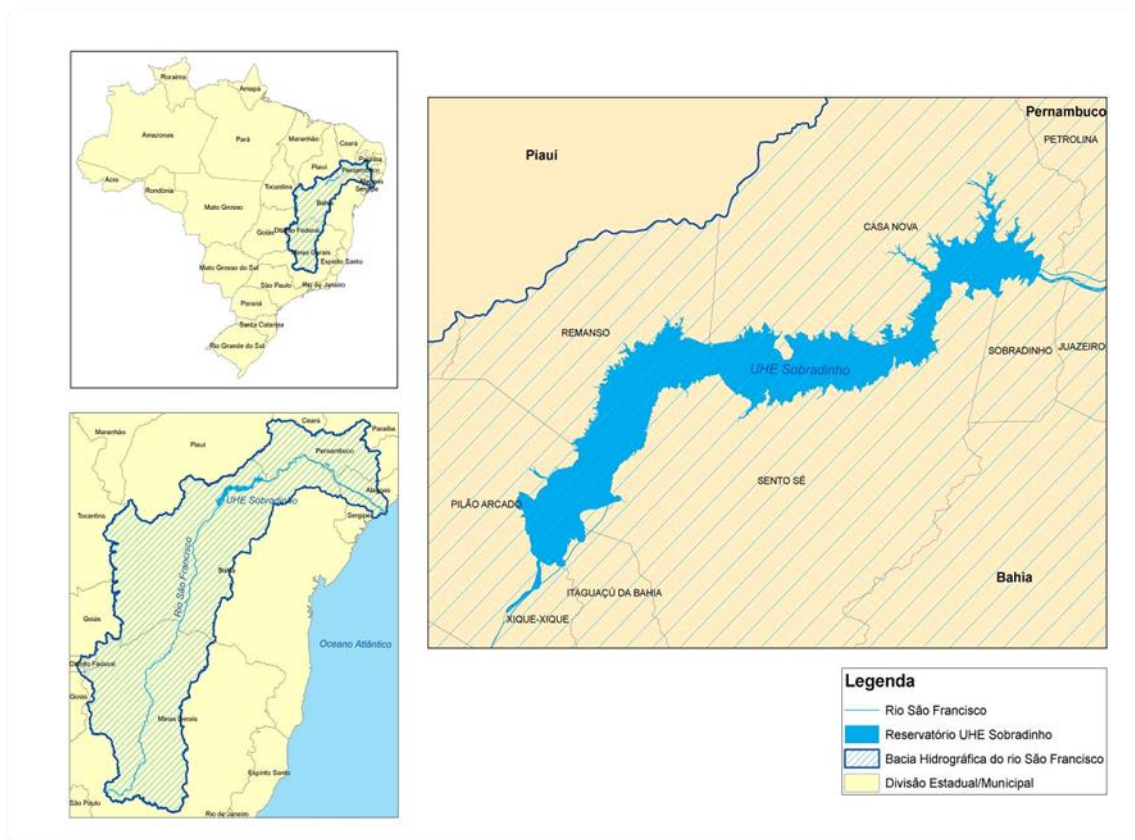 Roraima
Amapá
Amazonas
Pará
Maranhão
Ceará
Paraíba
Piauí
Pernambuco
Alagoas
Sergipe
Acre
Rondônia
Tocantins
Bahia
Mato Grosso
Distrito Federal
Goiás
Minas Gerais
Espírito Santo
Mato Grosso do Sul
São Paulo
Rio de Janeiro
Paraná
Santa Catarina
Rio Grande do Sul
Pernambuco
PETROLINA
Piauí
CASA NOVA
REMANSO
SOBRADINHO
JUAZEIRO
UHE Sobradinho
SENTO SÉ
PILÃO ARCADO
Bahia
ITAGUAÇÚ DA BAHIA
XIQUE-XIQUE
Ceará
Maranhão
Paraíba
Piauí
Pernambuco
Alagoas
UHE Sobradinho
Tocantins
Sergipe
Bahia
Rio São Francisco
Goiás
Oceano Atlântico
Distrito Federal
Goiás
Minas Gerais
Espírito Santo
São Paulo
Rio de Janeiro
Legenda
Rio São Francisco
Reservatório UHE Sobradinho
Bacia Hidrográfica do rio São Francisco
Divisão Estadual/Municipal